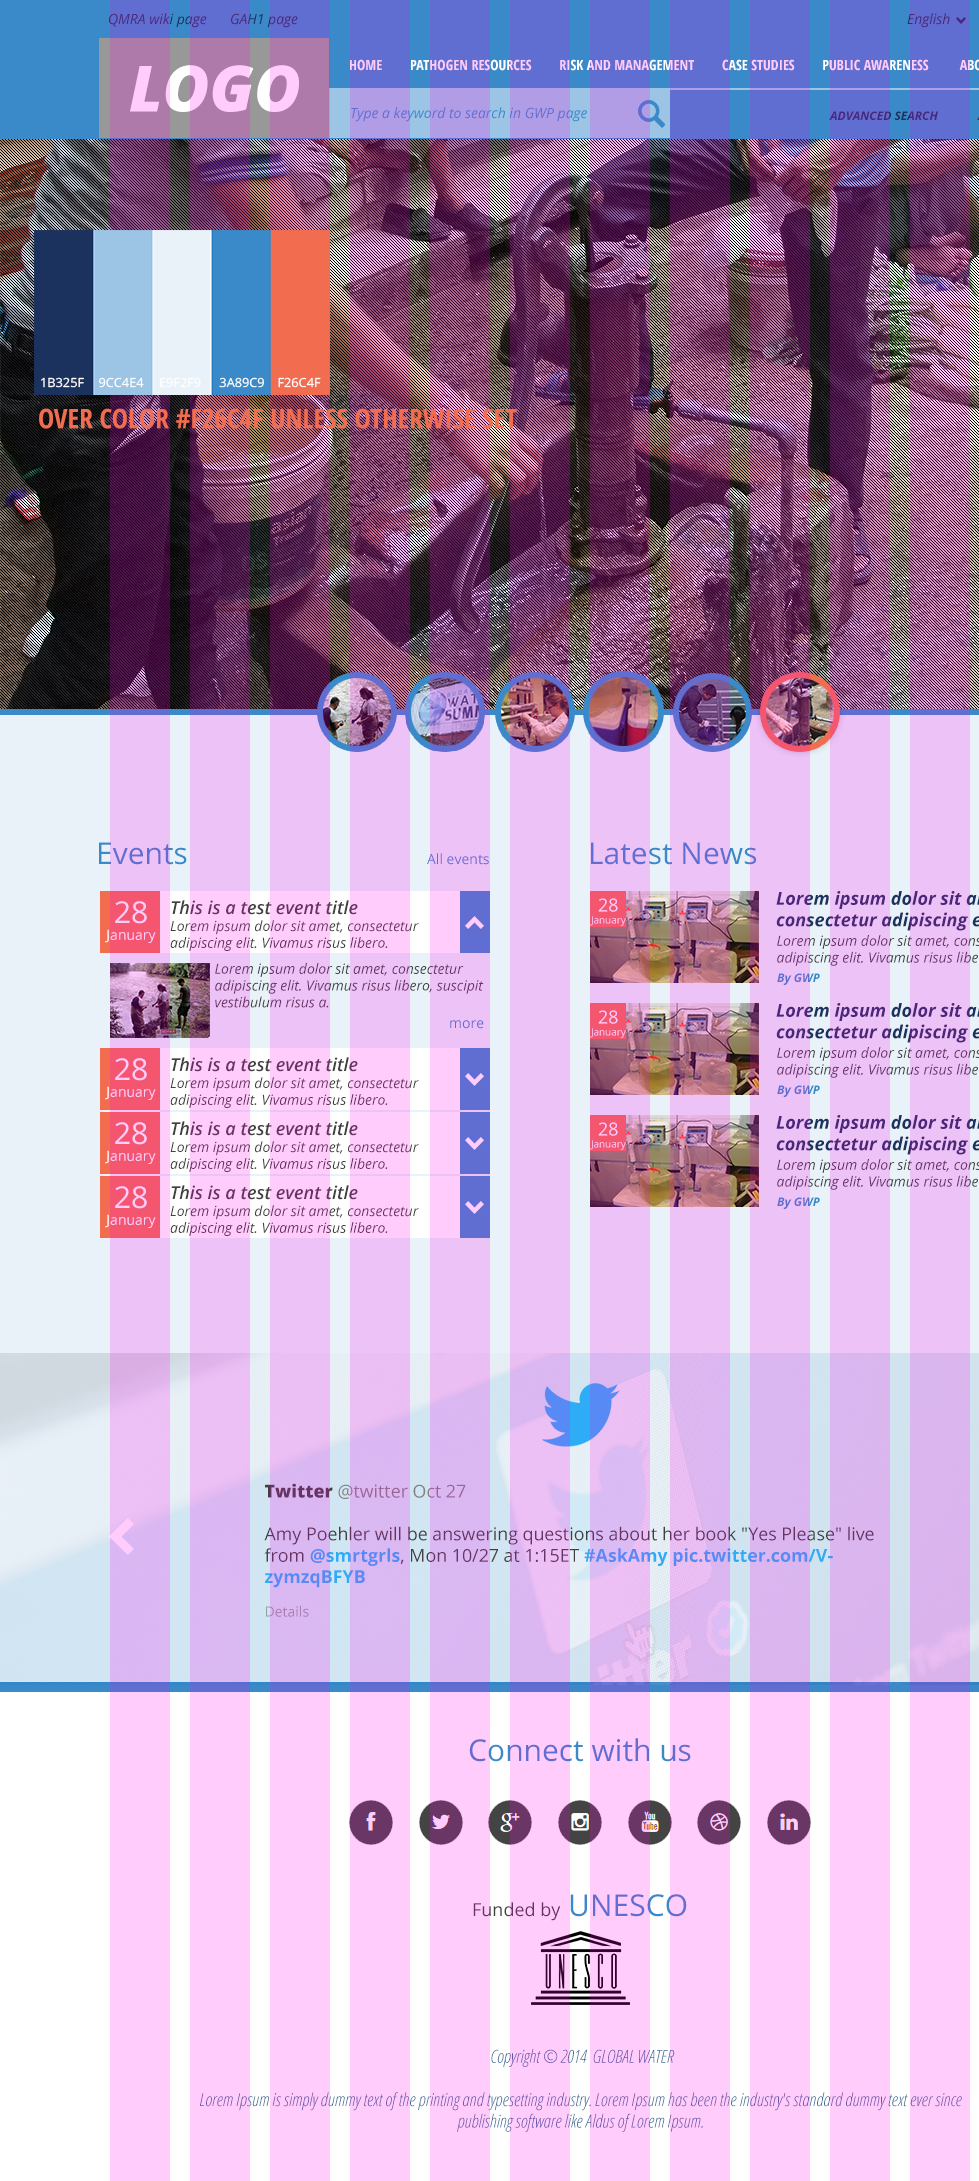 QMRA wiki page GAH1 page English
LOGO
HOME PATHOGEN RESOURCES RISK AND MANAGEMENT CASE STUDIES PUBLIC AWARENESS ABO
Type a keyword to search in GWP page
ADVANCED SEARCH
1B325F 9CC4E4 E9F2F9 3A89C9 F26C4F
OVER COLOR #F26C4F UNLESS OTHERWISE SET
asian
WAT
SUMM
Events
All events
28
January
This is a test event title
Lorem ipsum dolor sit amet, consectetur
adipiscing elit. Vivamus risus libero.
Lorem ipsum dolor sit amet, consectetur
adipiscing elit. Vivamus risus libero, suscipit
vestibulum risus a.
more
28
January
This is a test event title
Lorem ipsum dolor sit amet, consectetur
adipiscing elit. Vivamus risus libero.
28
January
This is a test event title
Lorem ipsum dolor sit amet, consectetur
adipiscing elit. Vivamus risus libero.
28
January
This is a test event title
Lorem ipsum dolor sit amet, consectetur
adipiscing elit. Vivamus risus libero.
Latest News
28
January
Lorem ipsum dolor sit a
consectetur adipiscing e
Lorem ipsum dolor sit amet, cons
adipiscing elit. Vivamus risus libe
By GWP
28
January
Lorem ipsum dolor sit a
consectetur adipiscing e
Lorem ipsum dolor sit amet, cons
adipiscing elit. Vivamus risus libe
By GWP
28
January
Lorem ipsum dolor sit a
consectetur adipiscing e
Lorem ipsum dolor sit amet, cons
adipiscing elit. Vivamus risus libe
By GWP
Twitter @twitter Oct 27
Amy Poehler will be answering questions about her book "Yes Please" live
from @smrtgrls, Mon 10/27 at 1:15ET #AskAmy pic.twitter.com/V-
zymzqBFYB
Details
itter
Connect with us
You
Tube
in
Funded by UNESCO
UNESCO
Copyright © 2014 GLOBAL WATER
Lorem Ipsum is simply dummy text of the printing and typesetting industry. Lorem Ipsum has been the industry's standard dummy text ever since
publishing software like Aldus of Lorem Ipsum.